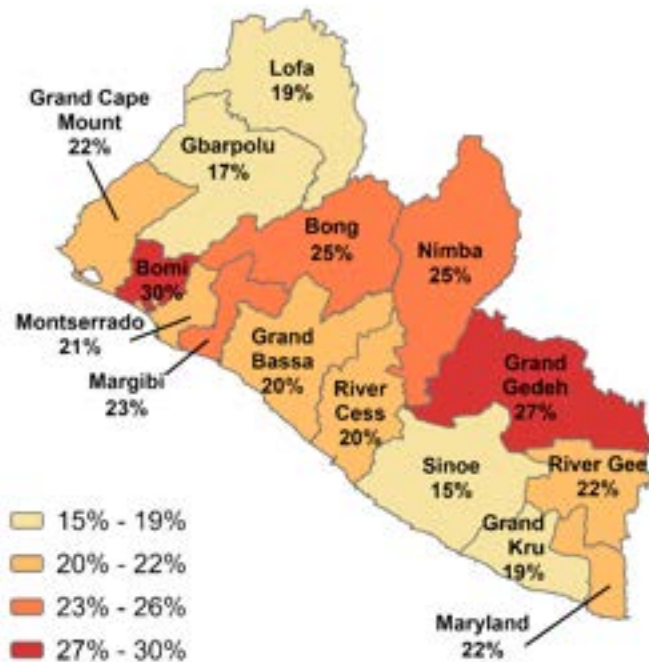 Lofa
19%
Grand Cape
Mount
22%
Gbarpolu
17%
Bong
25%
Nimba
25%
Bomi
30%
Montserrado
21%
Margibi
23%
Grand
Bassa
20%
River
Cess
20%
Grand
Gedeh
27%
Sinoe
15%
River Gee
22%
Grand
Kru
19%
Maryland
22%
15% - 19%
20% - 22%
23% - 26%
27% - 30%